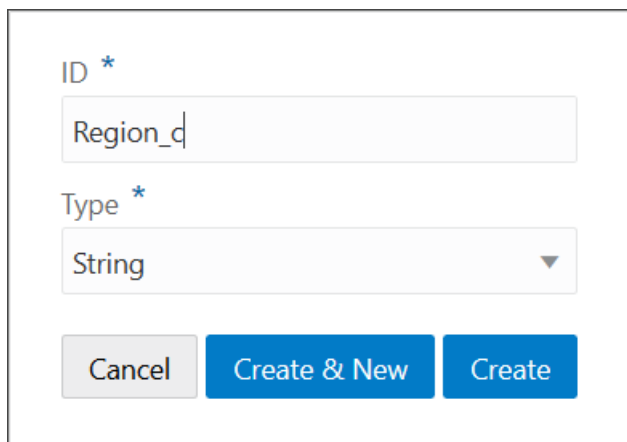 ID *
Region_c
Type *
String
Cancel Create & New Create